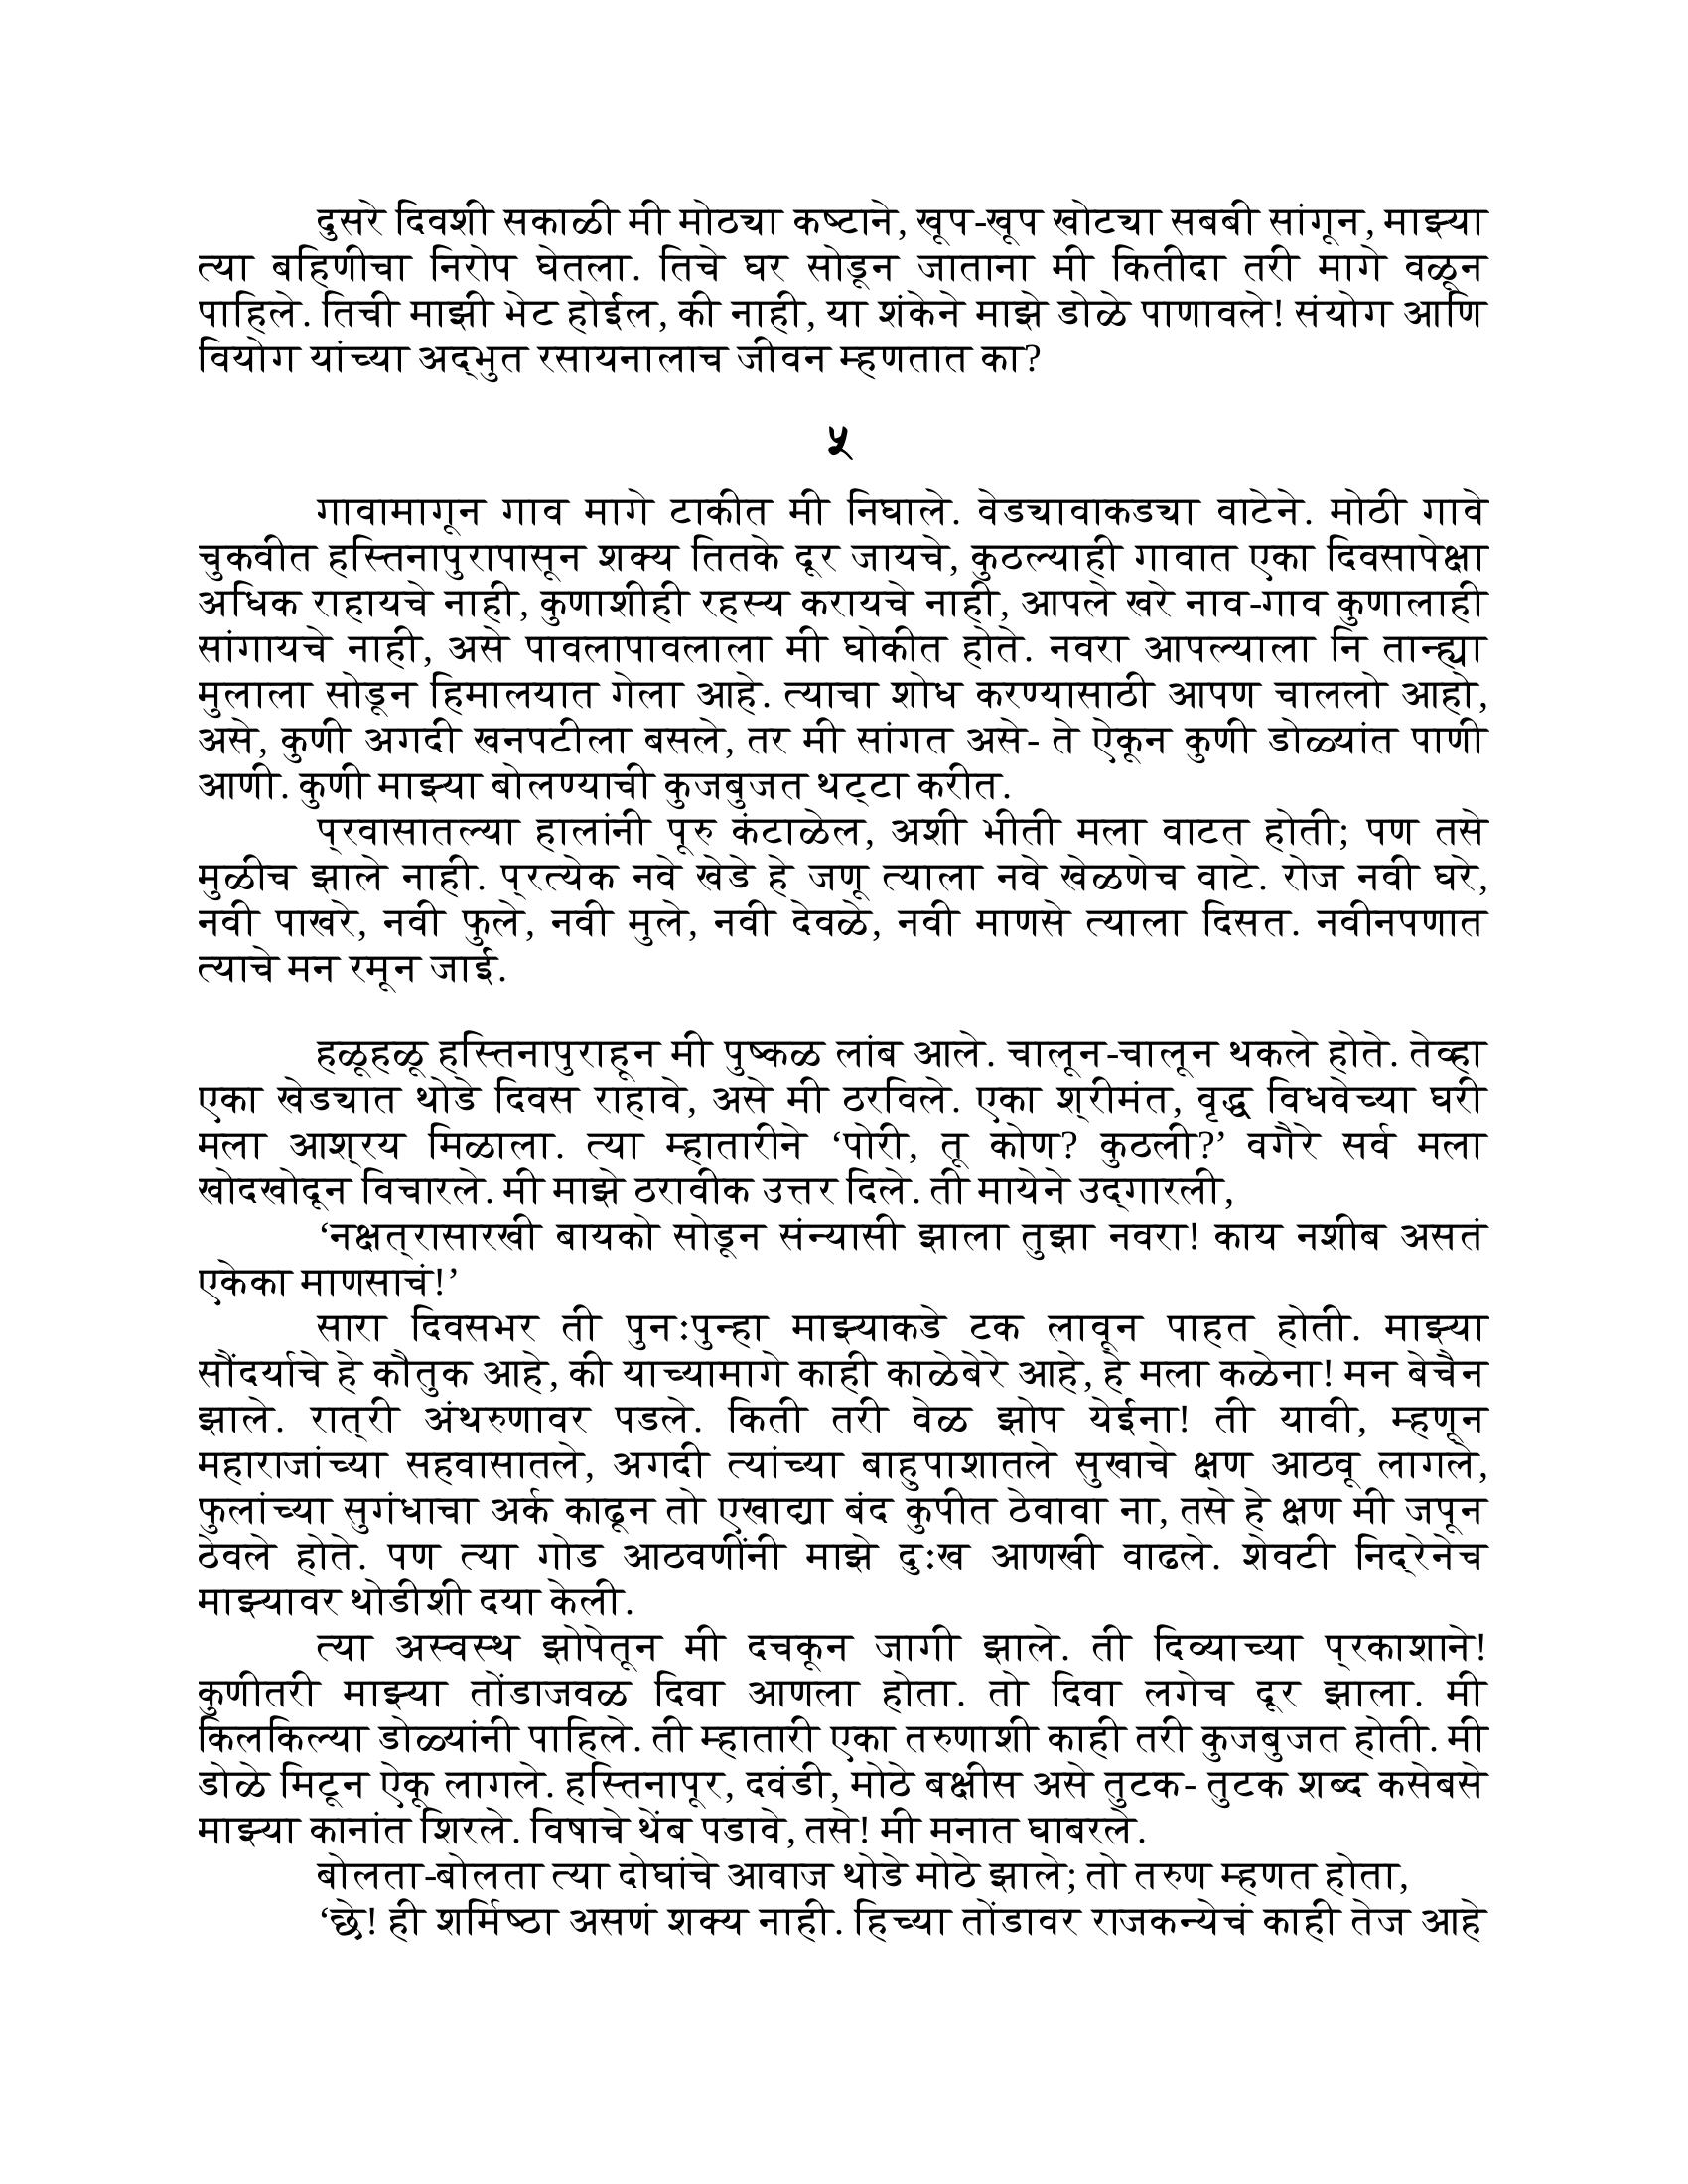 दुसरे दिवशी सकाळी मी मोठ्या कष्टाने, खूप-खूप खोट्या सबबी सांगून, माझ्या
त्या बहिणीचा निरोप घेतला. तिचे घर सोडून जाताना मी कितीदा तरी मागे वळून
पाहिले. तिची माझी भेट होईल, की नाही, या शंकेने माझे डोळे पाणावले! संयोग आणि
वियोग यांच्या अद्‌भुत रसायनालाच जीवन म्हणतात का?
५
गावामागून गाव मागे टाकीत मी निघाले. वेड्यावाकड्या वाटेने. मोठी गावे
चुकवीत हस्तिनापुरापासून शक्य तितके दूर जायचे, कुठल्याही गावात एका दिवसापेक्षा
अधिक राहायचे नाही, कुणाशीही रहस्य करायचे नाही, आपले खरे नाव-गाव कुणालाही
सांगायचे नाही, असे पावलापावलाला मी घोकीत होते. नवरा आपल्याला नि तान्ह्या
मुलाला सोडून हिमालयात गेला आहे. त्याचा शोध करण्यासाठी आपण चाललो आहो,
असे, कुणी अगदी खनपटीला बसले, तर मी सांगत असे- ते ऐकून कुणी डोळ्यांत पाणी
आणी. कुणी माझ्या बोलण्याची कुजबुजत थट्‌टा करीत.
प्‌रवासातल्या हालांनी पूरु कंटाळेल, अशी भीती मला वाटत होती; पण तसे
मुळीच झाले नाही. प्‌रत्येक नवे खेडे हे जणू त्याला नवे खेळणेच वाटे. रोज नवी घरे,
नवी पाखरे, नवी फुले, नवी मुले, नवी देवळे, नवी माणसे त्याला दिसत. नवीनपणात
त्याचे मन रमून जाई.
हळूहळू हस्तिनापुराहून मी पुष्कळ लांब आले. चालून-चालून थकले होते. तेव्हा
एका खेड्यात थोडे दिवस राहावे, असे मी ठरविले. एका श्‌रीमंत, वृद्ध विधवेच्या घरी
मला आश्‌रय मिळाला. त्या म्हातारीने ‘पोरी, तू कोण? कुठली?’ वगैरे सर्व मला
खोदखोदून विचारले. मी माझे ठरावीक उत्तर दिले. ती मायेने उद्‌गारली,
‘नक्षत्‌रासारखी बायको सोडून संन्यासी झाला तुझा नवरा! काय नशीब असतं
एकेका माणसाचं!’
सारा दिवसभर ती पुनःपुन्हा माझ्याकडे टक लावून पाहत होती. माझ्या
सौंदर्याचे हे कौतुक आहे, की याच्यामागे काही काळेबेरे आहे, हे मला कळेना! मन बेचैन
झाले. रात्‌री अंथरुणावर पडले. किती तरी वेळ झोप येईना! ती यावी, म्हणून
महाराजांच्या सहवासातले, अगदी त्यांच्या बाहुपाशातले सुखाचे क्षण आठवू लागले,
फुलांच्या सुगंधाचा अर्क काढून तो एखाद्या बंद कुपीत ठेवावा ना, तसे हे क्षण मी जपून
ठेवले होते. पण त्या गोड आठवणींनी माझे दुःख आणखी वाढले. शेवटी निद्‌रेनेच
माझ्यावर थोडीशी दया केली.
त्या अस्वस्थ झोपेतून मी दचकून जागी झाले. ती दिव्याच्या प्‌रकाशाने!
कुणीतरी माझ्या तोंडाजवळ दिवा आणला होता. तो दिवा लगेच दूर झाला. मी
किलकिल्या डोळ्यांनी पाहिले. ती म्हातारी एका तरुणाशी काही तरी कुजबुजत होती. मी
डोळे मिटून ऐकू लागले. हस्तिनापूर, दवंडी, मोठे बक्षीस असे तुटक- तुटक शब्द कसेबसे
माझ्या कानांत शिरले. विषाचे थेंब पडावे, तसे! मी मनात घाबरले.
बोलता-बोलता त्या दोघांचे आवाज थोडे मोठे झाले; तो तरुण म्हणत होता,
‘छे! ही शर्मिष्ठा असणं शक्य नाही. हिच्या तोंडावर राजकन्येचं काही तेज आहे